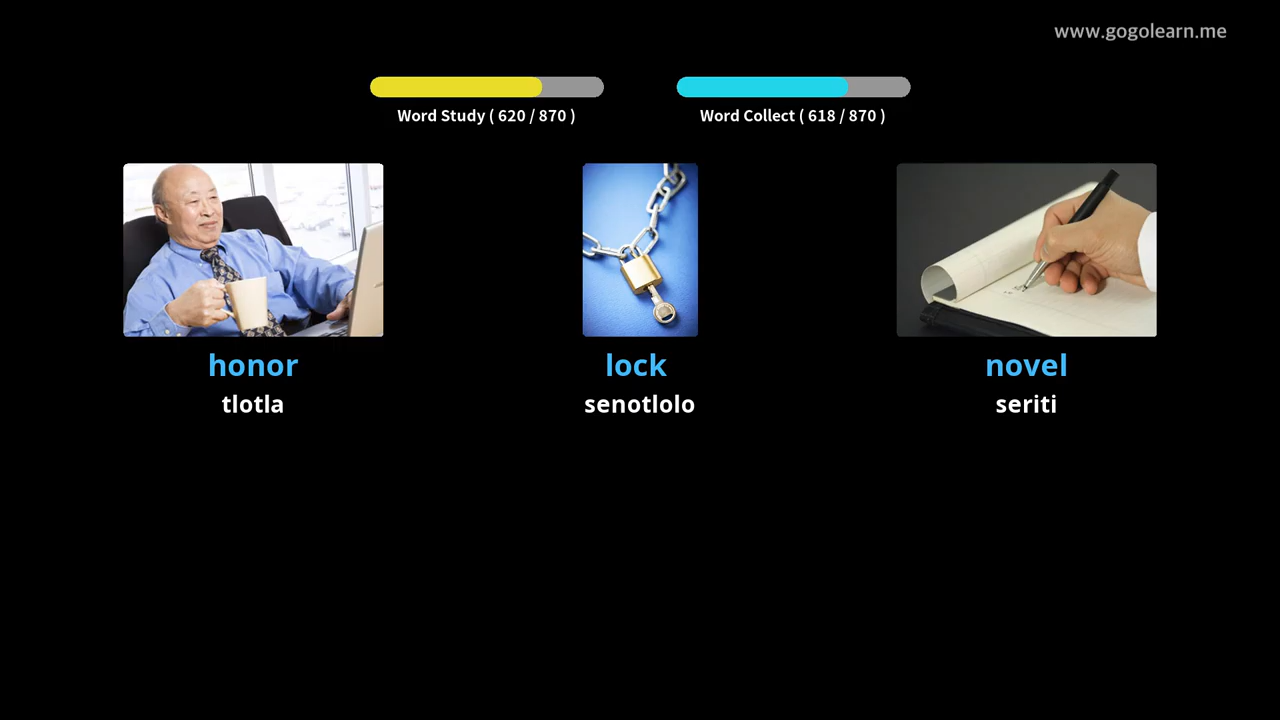 www.gogolearn.me
Word Study ( 620 / 870 )
Word Collect ( 618 / 870 )
honor
tlotla
lock
senotlolo
novel
seriti